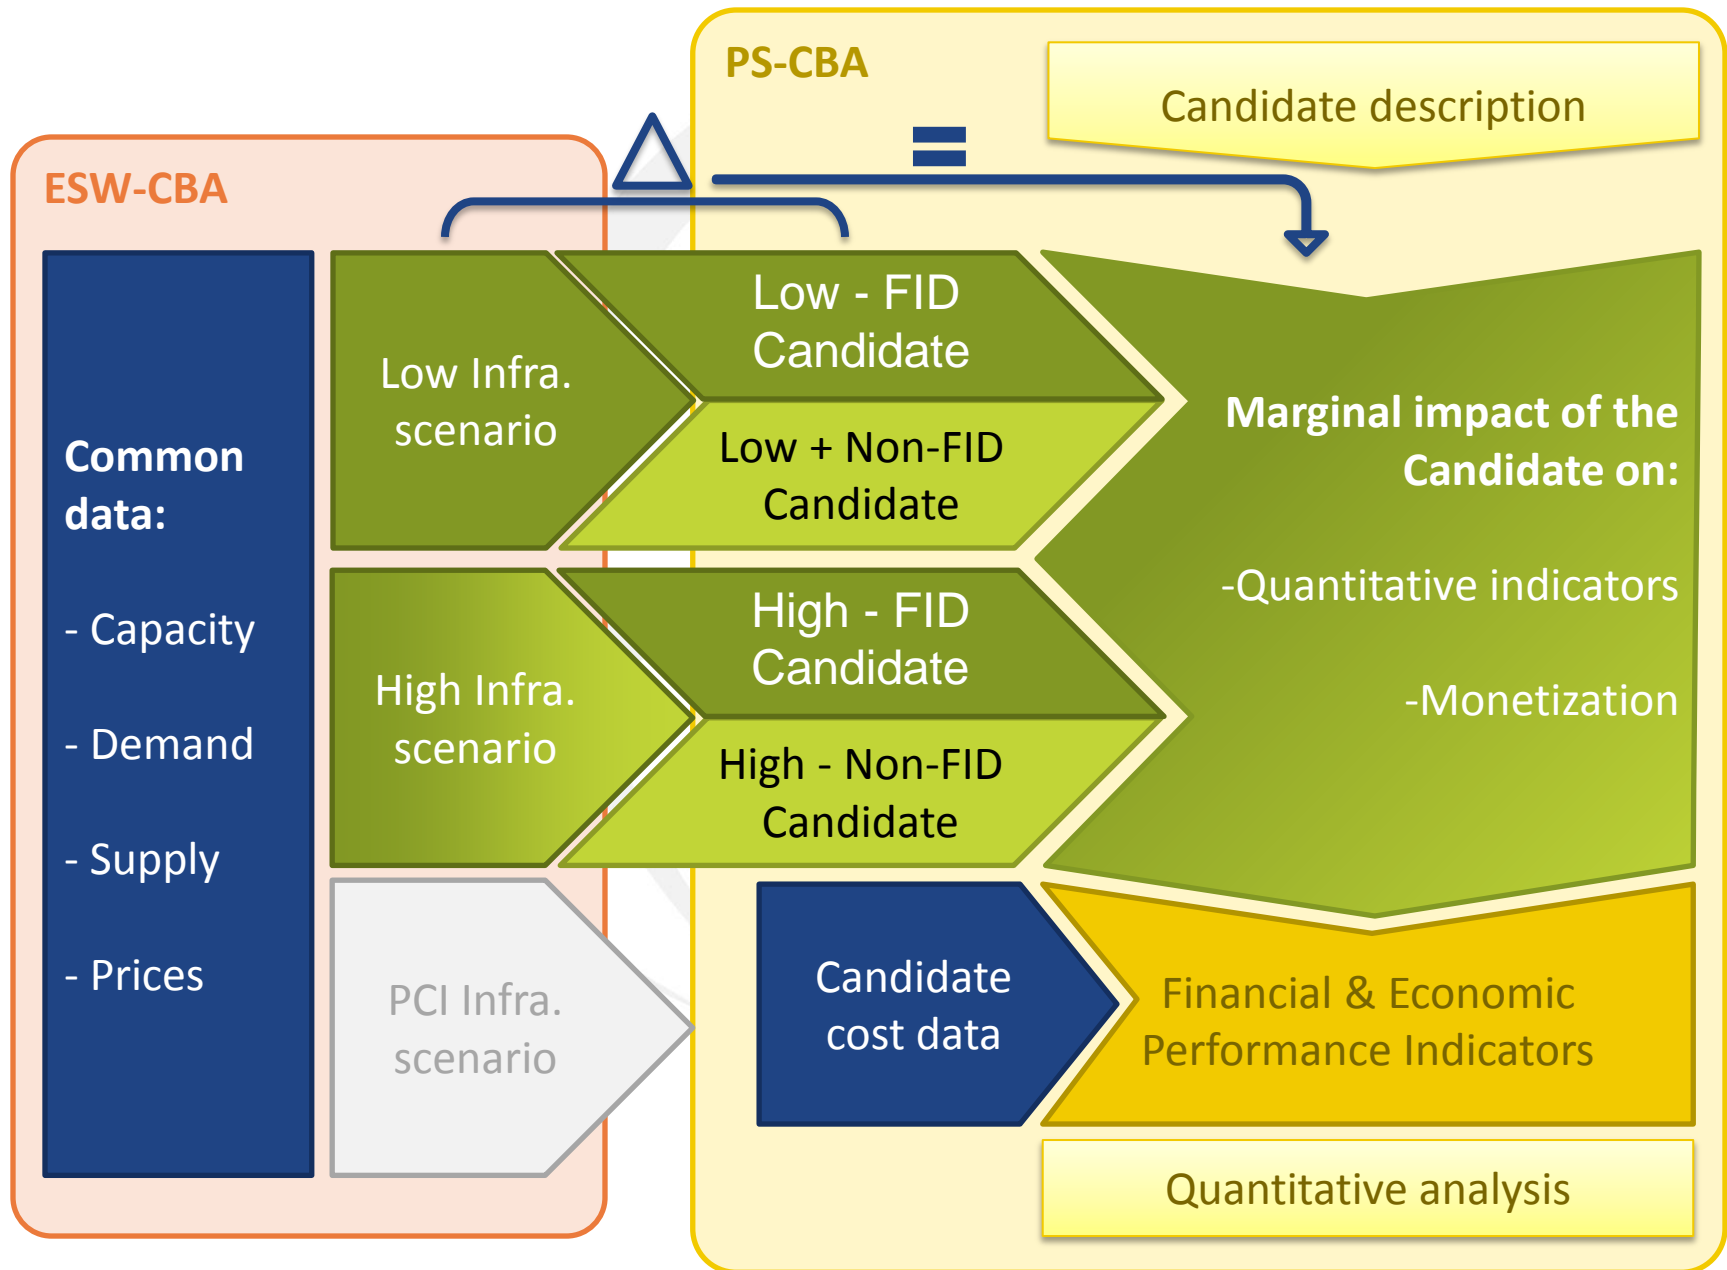 PS-CBA
Candidate description
=
ESW-CBA
Common
data:
- Capacity
- Demand
- Supply
- Prices
Low Infra.
scenario
Low - FID
Candidate
Low + Non-FID
Candidate
High Infra.
scenario
High - FID
Candidate
High - Non-FID
Candidate
PCI Infra.
scenario
Marginal impact of the
Candidate on:
-Quantitative indicators
-Monetization
Candidate
cost data
Financial & Economic
Performance Indicators
Quantitative analysis